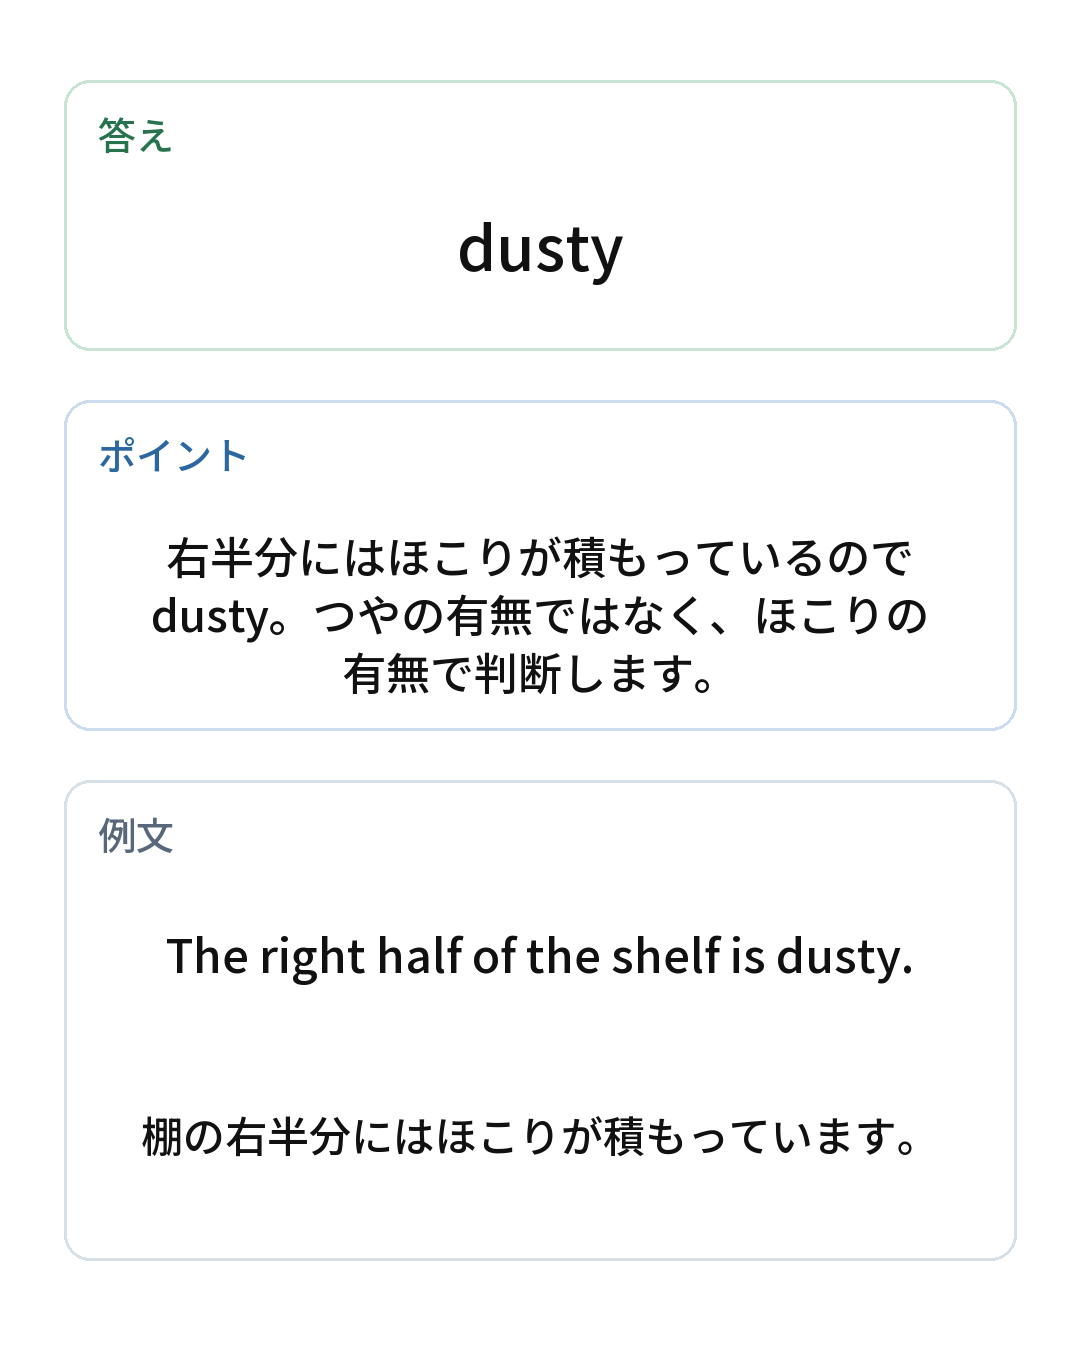 答え
dusty
ポイント
右半分にはほこりが積もっているので
dusty。つやの有無ではなく、ほこりの
有無で判断します。
例文
The right half of the shelf is dusty.
棚の右半分にはほこりが積もっています。